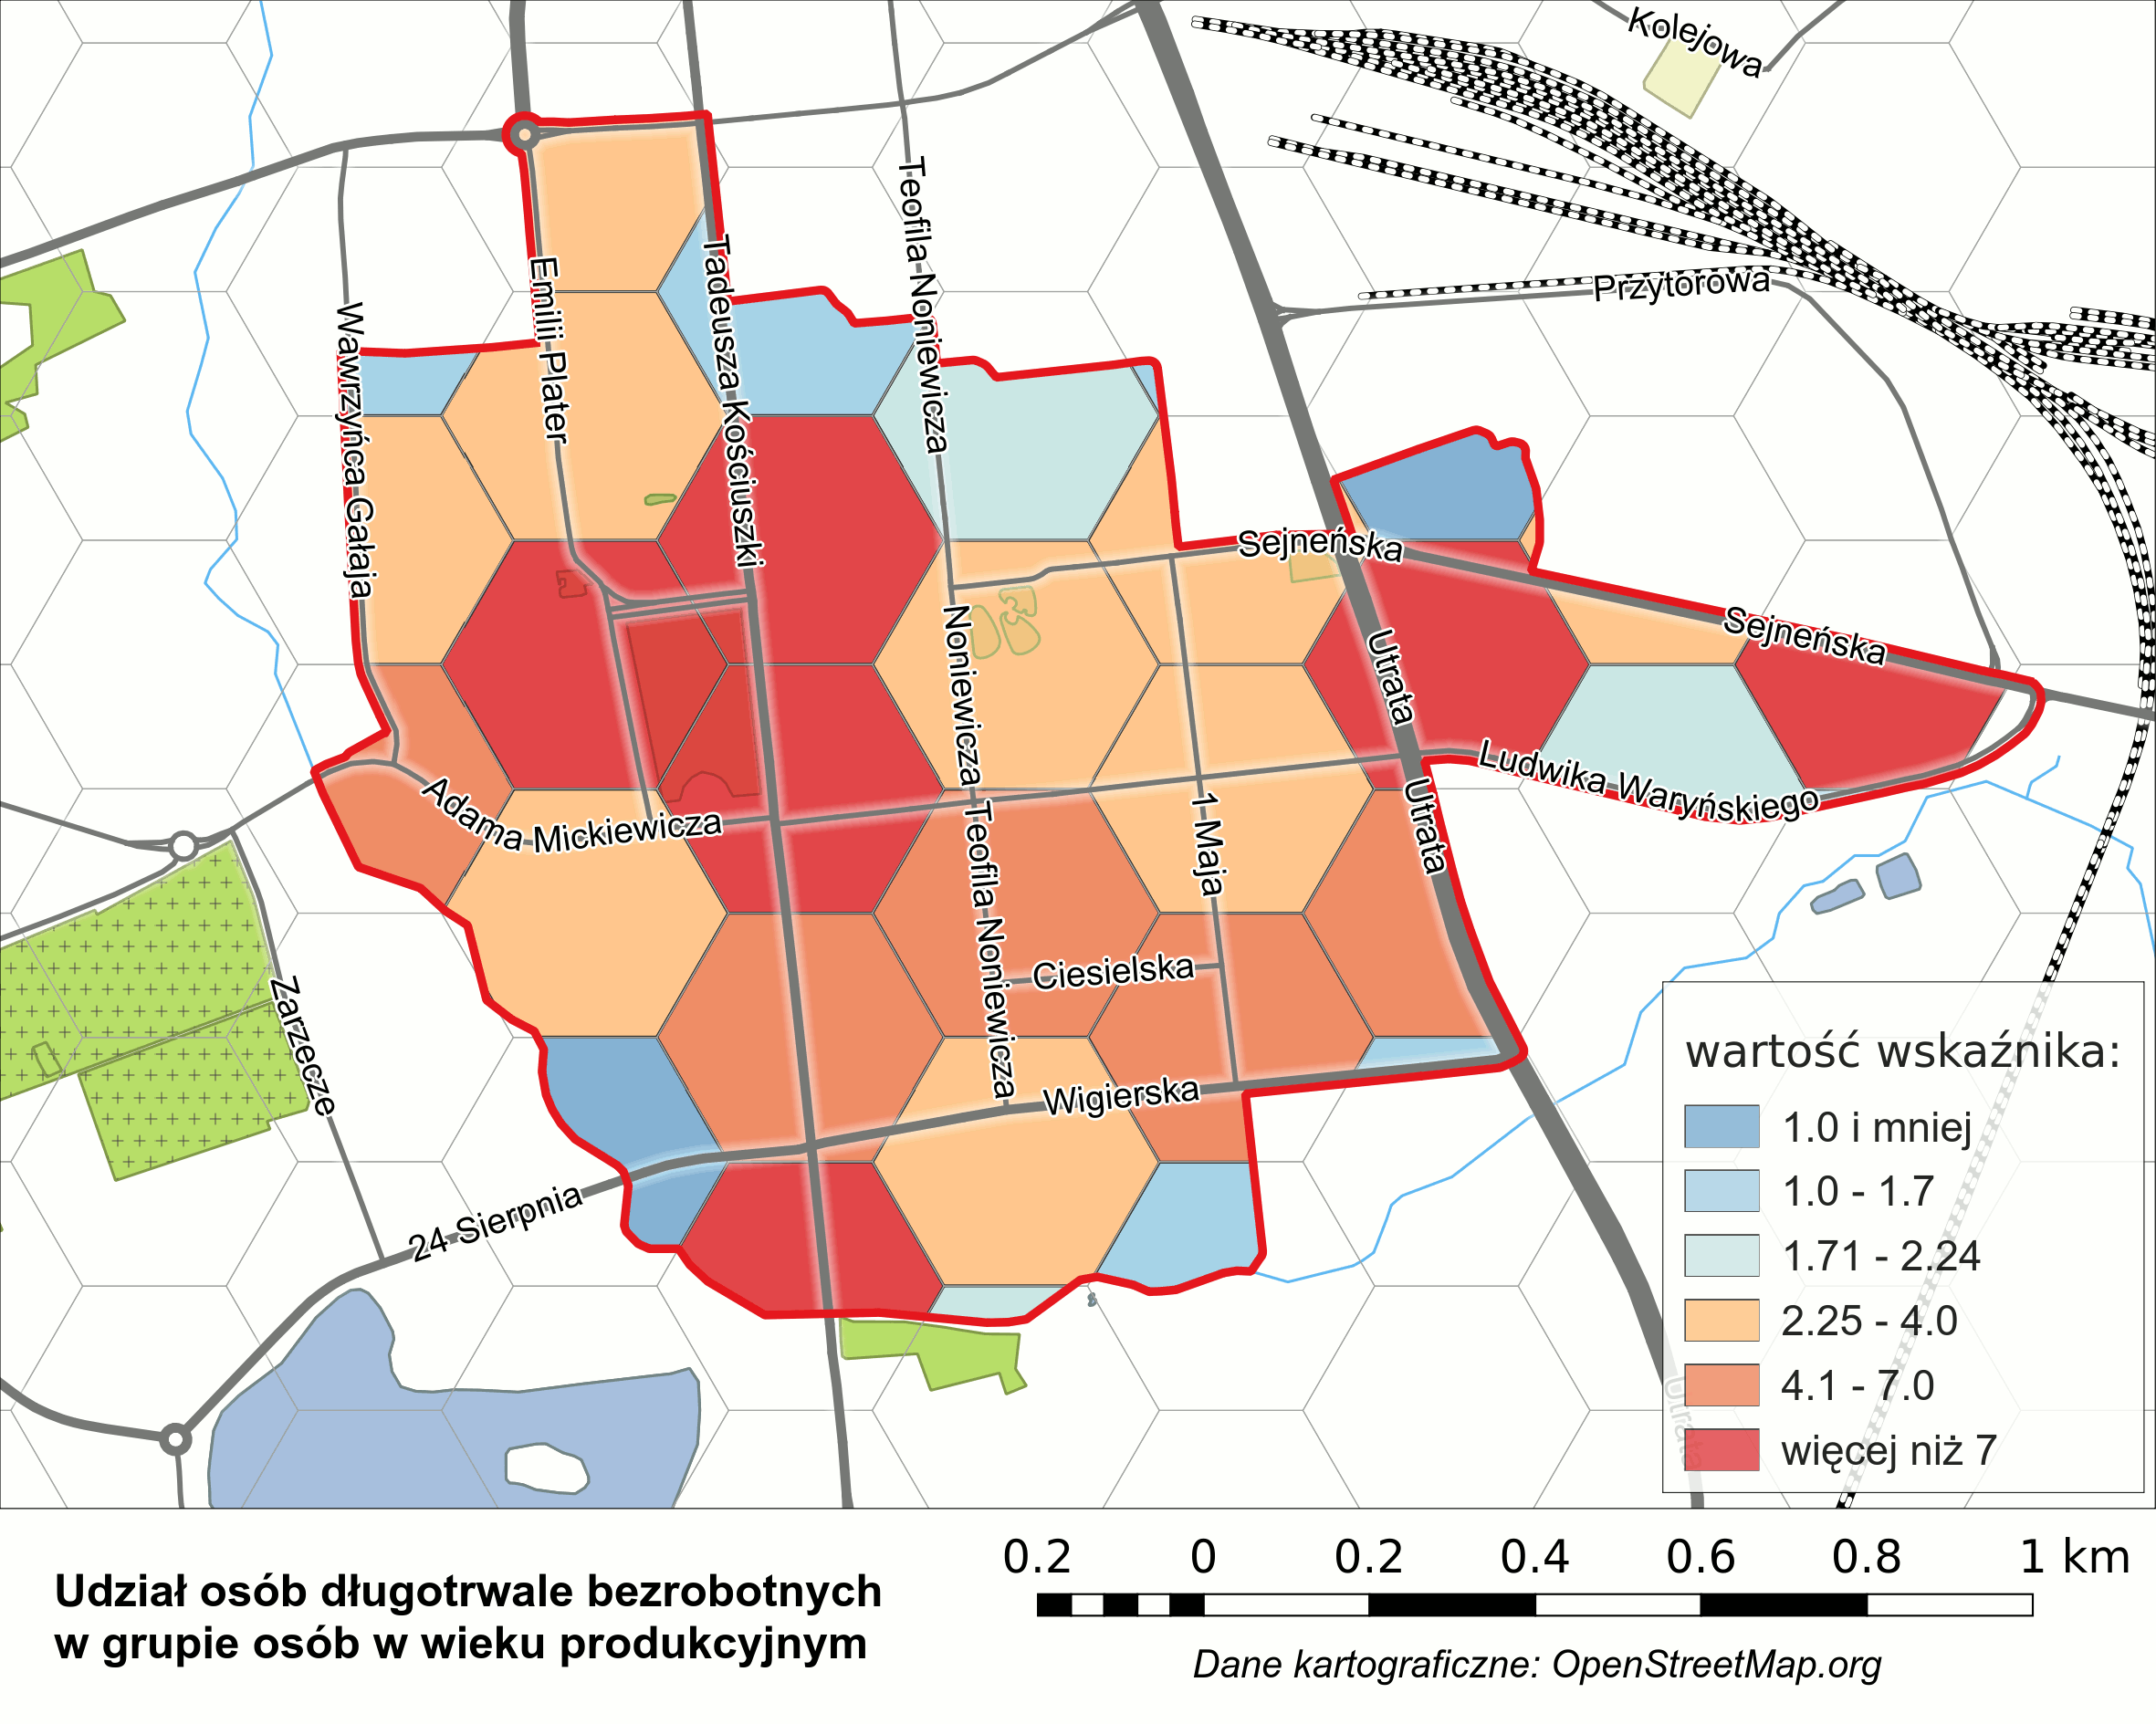 Kolejowa
Teofila Noniewicza
Przytorowa
Emilii Plater
Tadeusza Kościuszki
Wawrzyńca Gałaja
Sejneńska
Sejneńska
Noniewicza
Utrata
Ludwika Waryńskiego
Adama Mickiewicza
1 Maja
Utrata
Teofila Noniewicza
Ciesielska
Zarzecze
Wigierska
24 Sierpnia
Utrata
wartość wskaźnika:
1.0 i mniej
1.0 - 1.7
1.71 - 2.24
2.25 - 4.0
4.1 - 7.0
więcej niż 7
0.2 0 0.2 0.4 0.6 0.8 1 km
Udział osób długotrwale bezrobotnych
w grupie osób w wieku produkcyjnym
Dane kartograficzne: OpenStreetMap.org